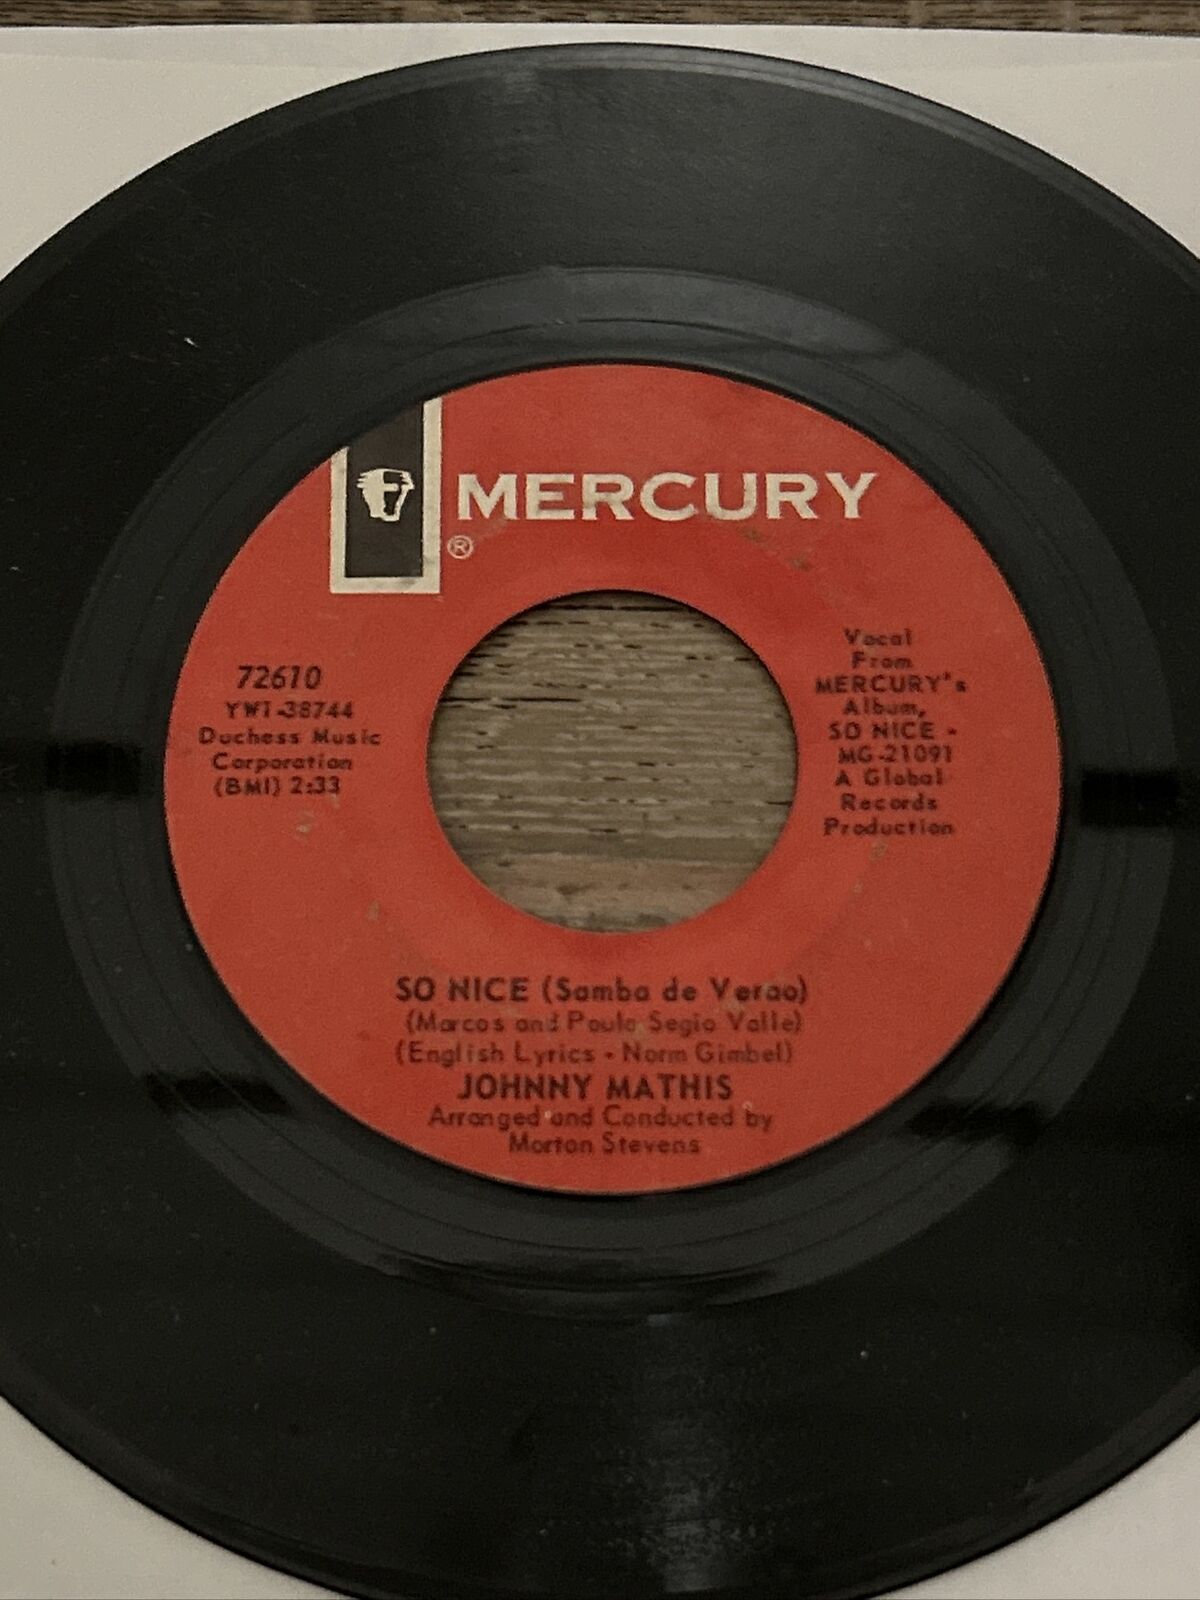 MERCURY
®
72610
YW1-38744
Duchess Music
Corporation
(BMI) 2:33
Vocal
From
MERCURY's
Album,
SO NICE -
MG-21091
A Global
Records
Production
SO NICE (Samba de Verao)
(Marcos and Paulo Segio Valle)
(English Lyrics - Norm Gimbel)
JOHNNY MATHIS
Arranged and Conducted by
Morton Stevens